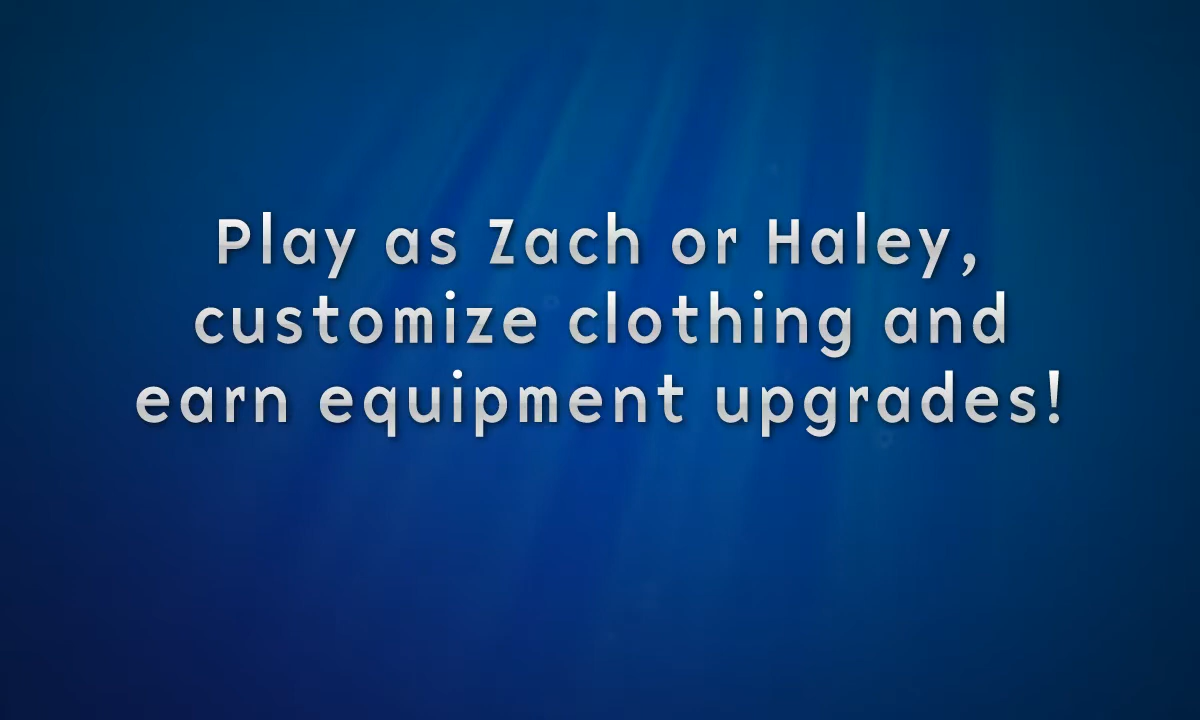 Play as Zach or Haley,
customize clothing and
earn equipment upgrades!